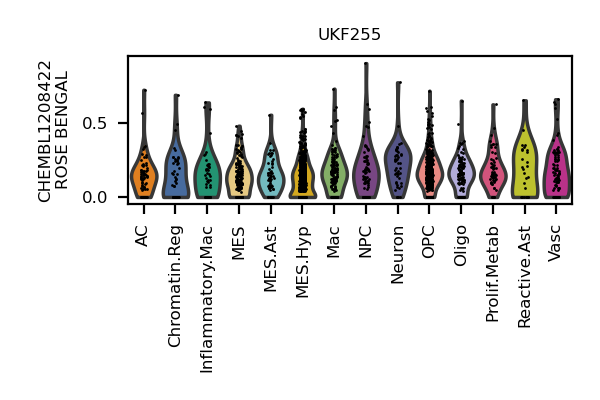 UKF255
CHEMBL1208422
ROSE BENGAL
0.5
0.0
AC
Chromatin.Reg
Inflammatory.Mac
MES
MES.Ast
MES.Hyp
Mac
NPC
Neuron
OPC
Oligo
Prolif.Metab
Reactive.Ast
Vasc